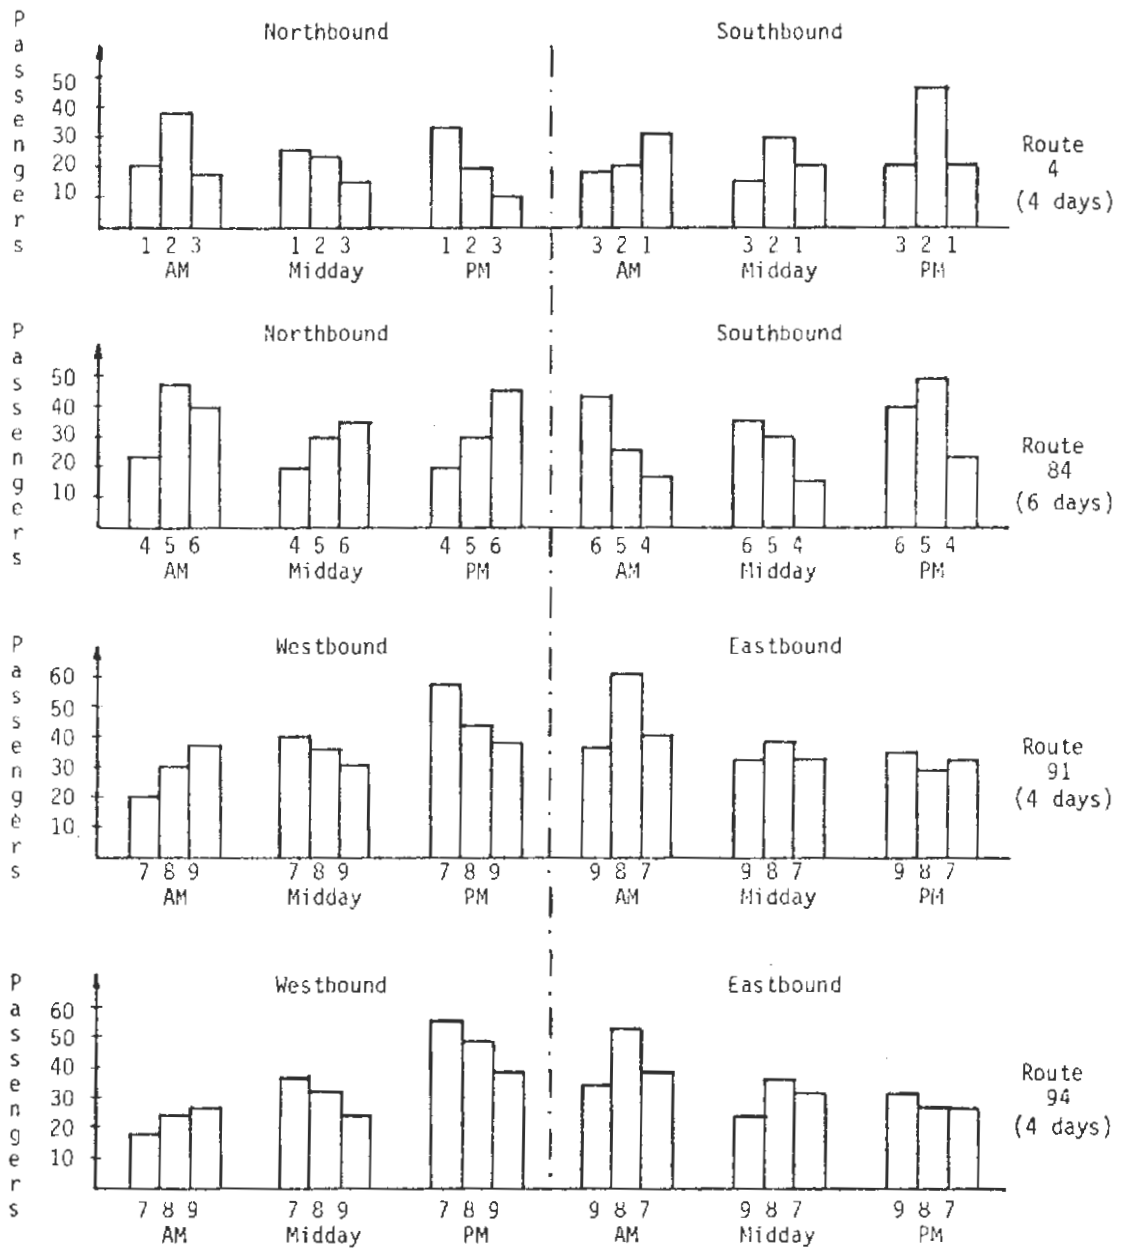 Passengers
Northbound Southbound
50
40
30
20
10
Route
4
(4 days)
1 2 3 1 2 3 1 2 3 3 2 1 3 2 1 3 2 1
AM Midday PM AM Midday PM
Passengers
Northbound Southbound
50
40
30
20
10
Route
84
(6 days)
4 5 6 4 5 6 4 5 6 6 5 4 6 5 4 6 5 4
AM Midday PM AM Midday PM
Passengers
Westbound Eastbound
60
50
40
30
20
10
Route
91
(4 days)
7 8 9 7 8 9 7 8 9 9 8 7 9 8 7 9 8 7
AM Midday PM AM Midday PM
Passengers
Westbound Eastbound
60
50
40
30
20
10
Route
94
(4 days)
7 8 9 7 8 9 7 8 9 9 8 7 9 8 7 9 8 7
AM Midday PM AM Midday PM